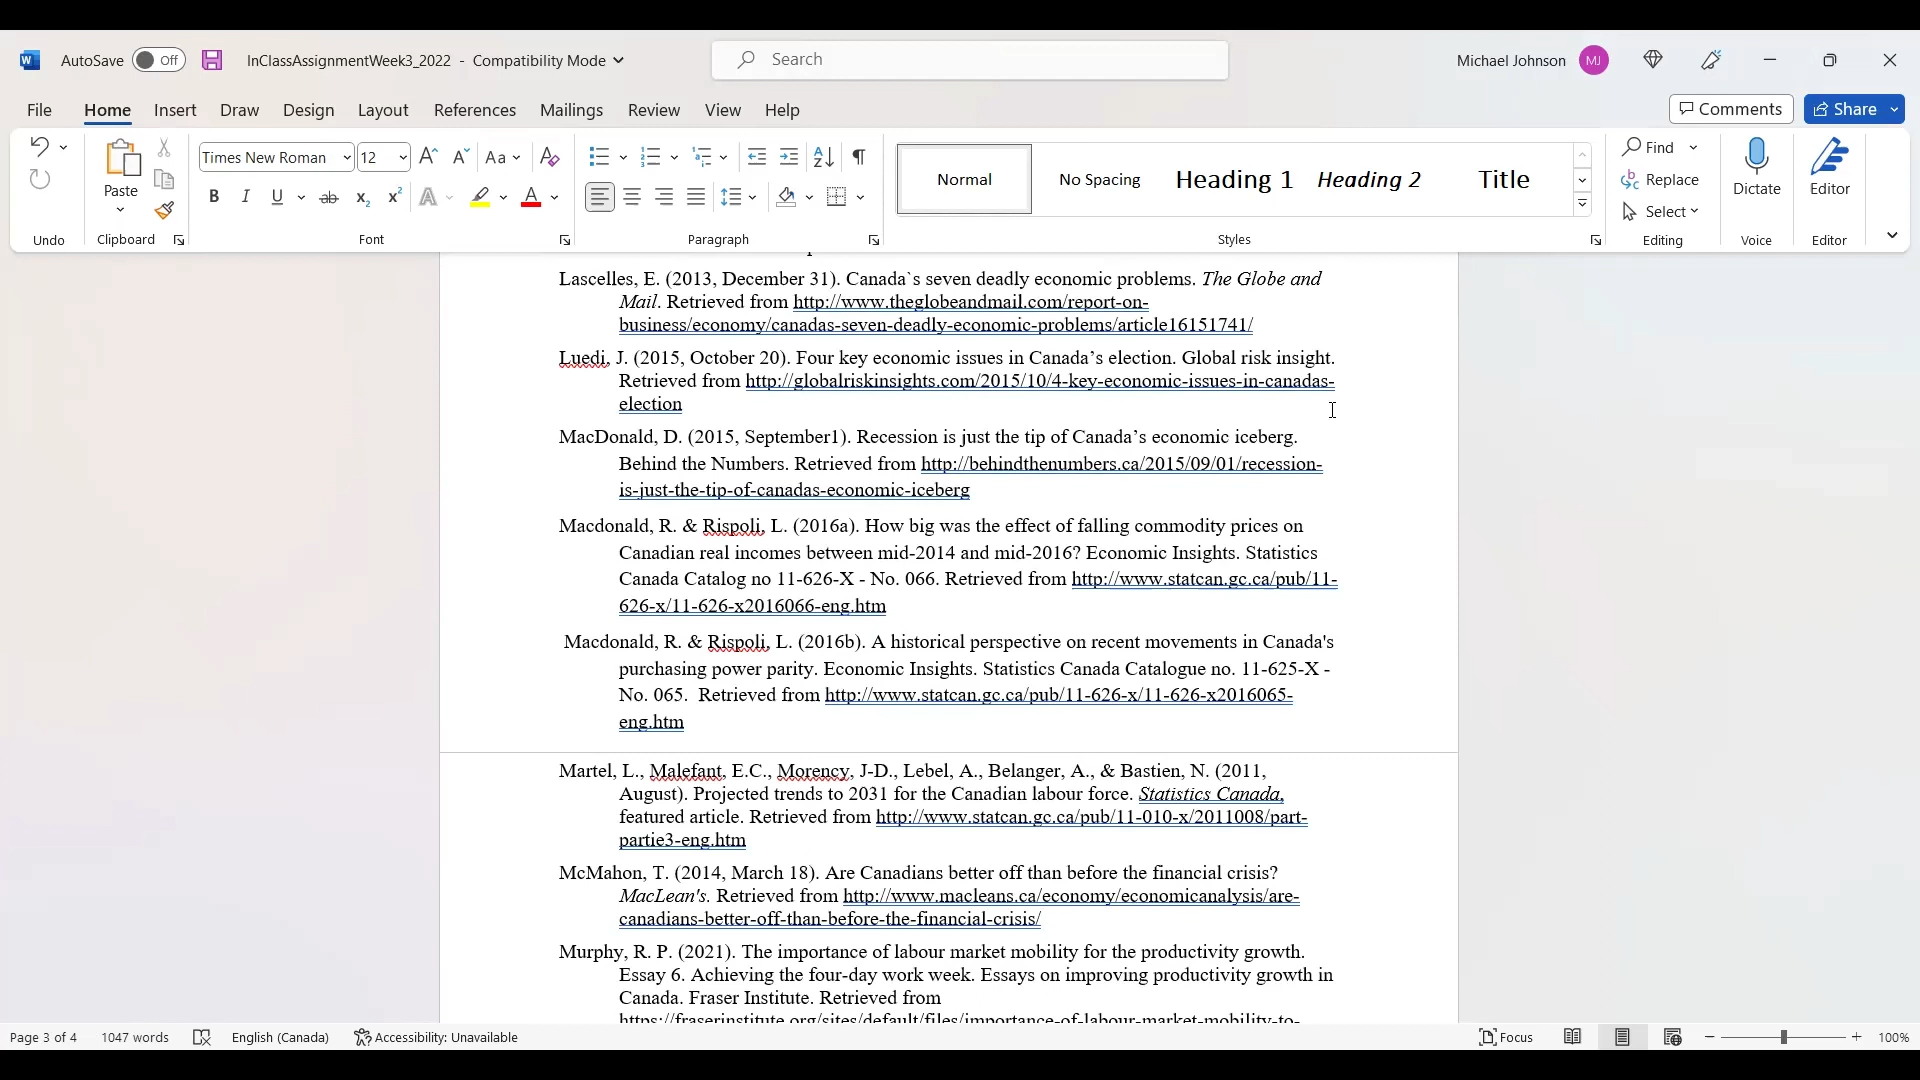 AutoSave Off InClassAssignmentWeek3_2022 - Compatibility Mode Search Michael Johnson MJ
File Home Insert Draw Design Layout References Mailings Review View Help Comments Share
Times New Roman 12 Aa
Paste
B I U ab x₂ x² A A
Normal No Spacing Heading 1 Heading 2 Title
Find
Replace
Select
Dictate Editor
Undo Clipboard Font Paragraph Styles Editing Voice Editor
Lascelles, E. (2013, December 31). Canada`s seven deadly economic problems. The Globe and
Mail. Retrieved from http://www.theglobeandmail.com/report-on-
business/economy/canadas-seven-deadly-economic-problems/article16151741/
Luedi, J. (2015, October 20). Four key economic issues in Canada’s election. Global risk insight.
Retrieved from http://globalriskinsights.com/2015/10/4-key-economic-issues-in-canadas-
election
MacDonald, D. (2015, September1). Recession is just the tip of Canada’s economic iceberg.
Behind the Numbers. Retrieved from http://behindthenumbers.ca/2015/09/01/recession-
is-just-the-tip-of-canadas-economic-iceberg
Macdonald, R. & Rispoli, L. (2016a). How big was the effect of falling commodity prices on
Canadian real incomes between mid-2014 and mid-2016? Economic Insights. Statistics
Canada Catalog no 11-626-X - No. 066. Retrieved from http://www.statcan.gc.ca/pub/11-
626-x/11-626-x2016066-eng.htm
Macdonald, R. & Rispoli, L. (2016b). A historical perspective on recent movements in Canada's
purchasing power parity. Economic Insights. Statistics Canada Catalogue no. 11-625-X -
No. 065.  Retrieved from http://www.statcan.gc.ca/pub/11-626-x/11-626-x2016065-
eng.htm
Martel, L., Malefant, E.C., Morency, J-D., Lebel, A., Belanger, A., & Bastien, N. (2011,
August). Projected trends to 2031 for the Canadian labour force. Statistics Canada,
featured article. Retrieved from http://www.statcan.gc.ca/pub/11-010-x/2011008/part-
partie3-eng.htm
McMahon, T. (2014, March 18). Are Canadians better off than before the financial crisis?
MacLean's. Retrieved from http://www.macleans.ca/economy/economicanalysis/are-
canadians-better-off-than-before-the-financial-crisis/
Murphy, R. P. (2021). The importance of labour market mobility for the productivity growth.
Essay 6. Achieving the four-day work week. Essays on improving productivity growth in
Canada. Fraser Institute. Retrieved from
https://fraserinstitute.org/sites/default/files/importance-of-labour-market-mobility-to-
Page 3 of 4 1047 words English (Canada) Accessibility: Unavailable Focus 100%